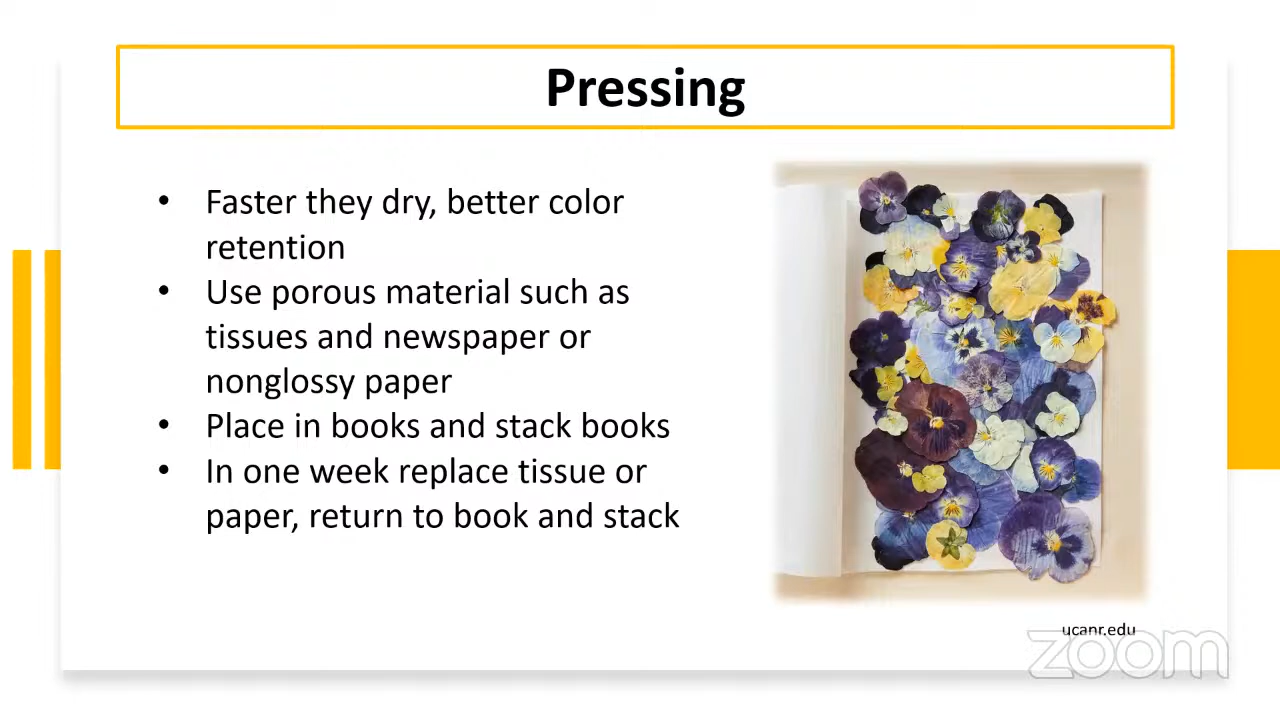 Pressing
• Faster they dry, better color
retention
• Use porous material such as
tissues and newspaper or
nonglossy paper
• Place in books and stack books
• In one week replace tissue or
paper, return to book and stack
ucanr.edu
zoom